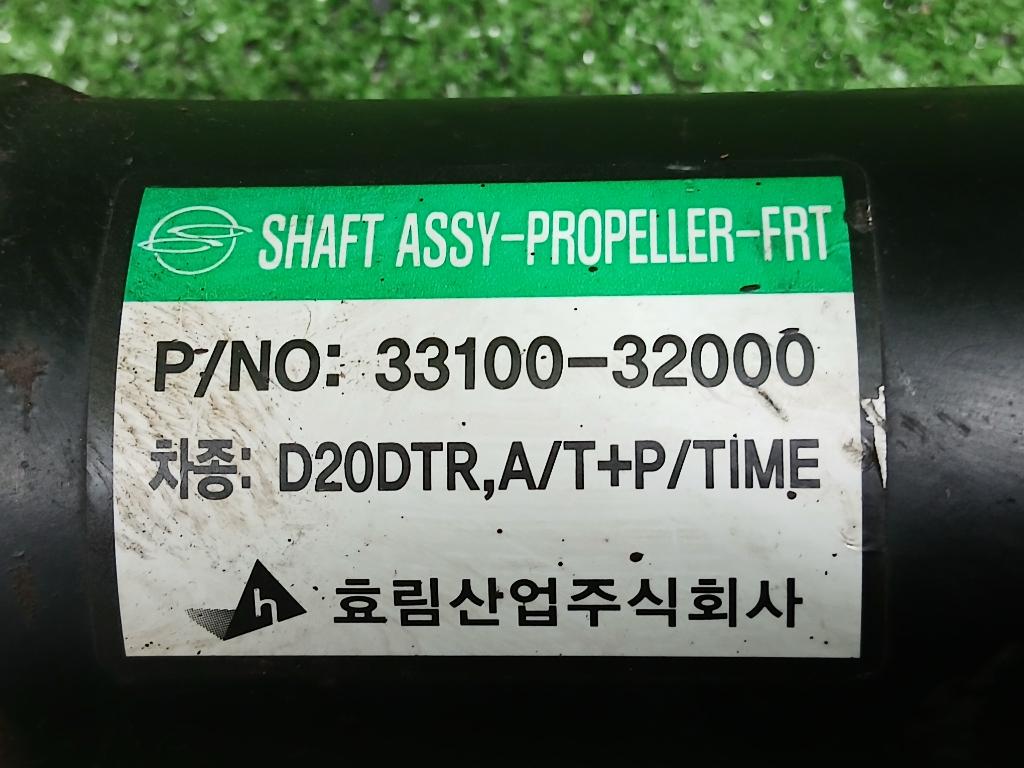 SHAFT ASSY-PROPELLER-FRT
P/NO: 33100-32000
차종: D20DTR,A/T+P/TIME
h 효림산업주식회사